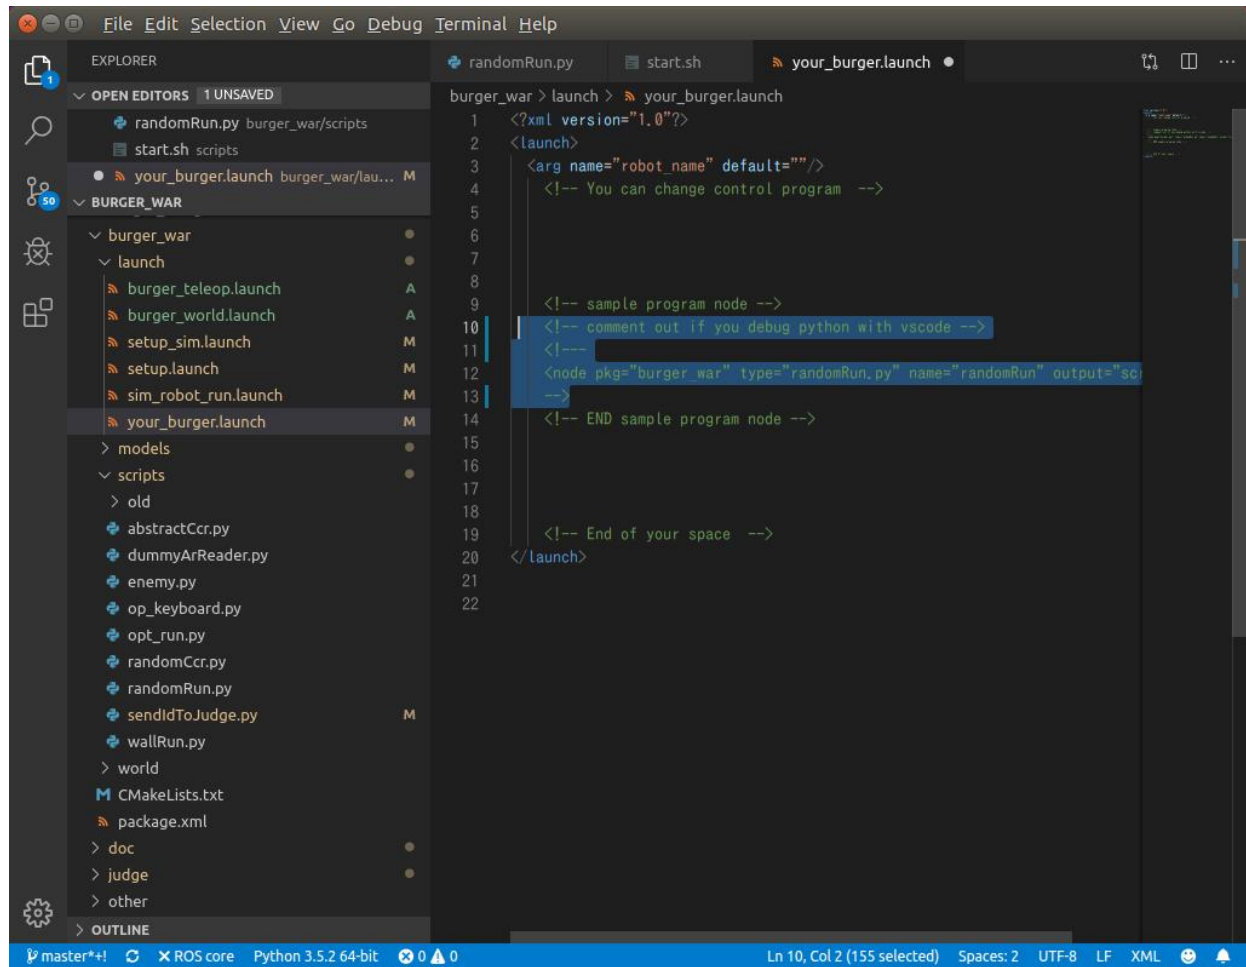 File Edit Selection View Go Debug Terminal Help
EXPLORER
OPEN EDITORS 1 UNSAVED
randomRun.py burger_war/scripts
start.sh scripts
your_burger.launch burger_war/lau... M
BURGER_WAR
burger_war
launch
burger_teleop.launch A
burger_world.launch A
setup_sim.launch M
setup.launch M
sim_robot_run.launch M
your_burger.launch M
models
scripts
old
abstractCcr.py
dummyArReader.py
enemy.py
op_keyboard.py
opt_run.py
randomCcr.py
randomRun.py
sendIdToJudge.py M
wallRun.py
world
CMakeLists.txt
package.xml
doc
judge
other
OUTLINE
1
50
randomRun.py start.sh your_burger.launch
burger_war > launch > your_burger.launch
1 <?xml version="1.0"?>
2 <launch>
3 <arg name="robot_name" default=""/>
4 <!-- You can change control program -->
5
6
7
8
9 <!-- sample program node -->
10 <!-- comment out if you debug python with vscode -->
11 <!---
12 <node pkg="burger_war" type="randomRun.py" name="randomRun" output="scr
13 -->
14 <!-- END sample program node -->
15
16
17
18
19 <!-- End of your space -->
20 </launch>
21
22
master*+! ROS core Python 3.5.2 64-bit 0 0 Ln 10, Col 2 (155 selected) Spaces: 2 UTF-8 LF XML